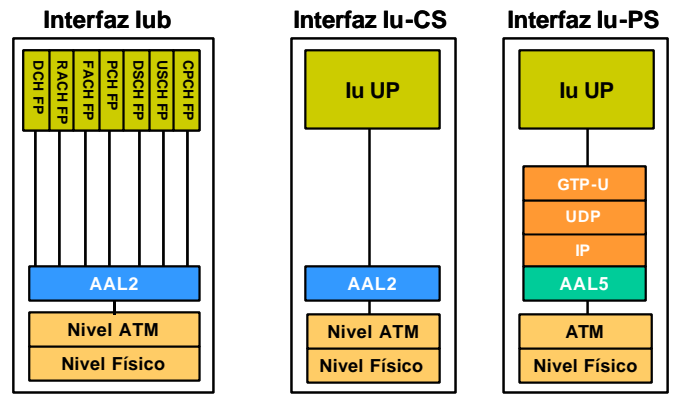 Interfaz Iub
DCH FP
RACH FP
FACH FP
PCH FP
DSCH FP
USCH FP
CPCH FP
AAL2
Nivel ATM
Nivel Físico
Interfaz Iu-CS
Iu UP
AAL2
Nivel ATM
Nivel Físico
Interfaz Iu-PS
Iu UP
GTP-U
UDP
IP
AAL5
ATM
Nivel Físico